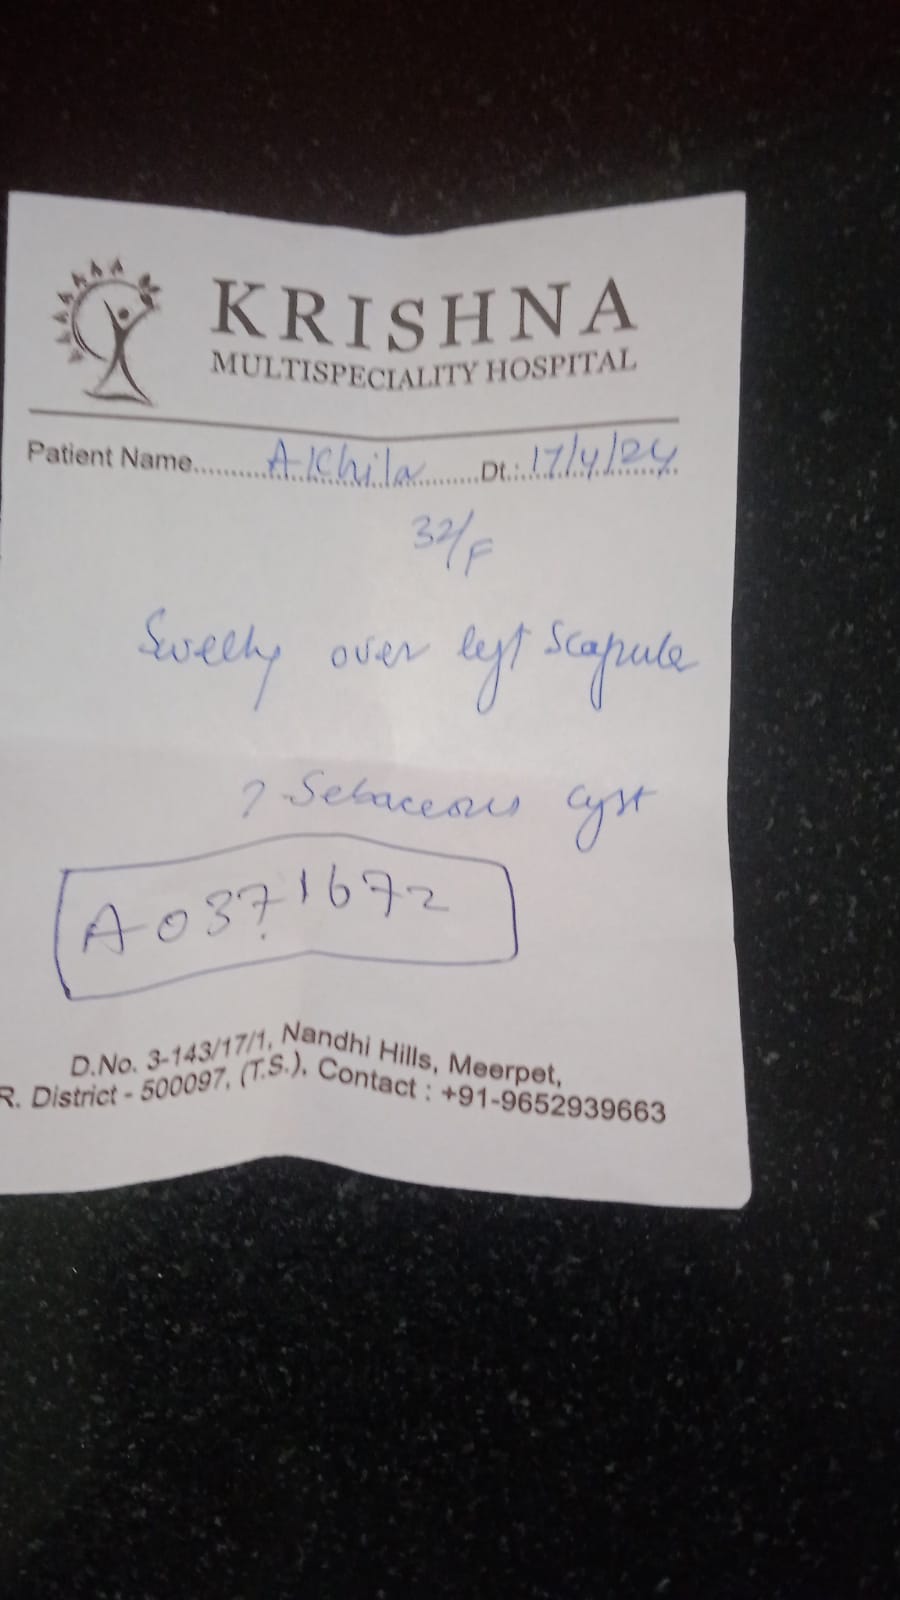 KRISHNA
MULTISPECIALITY HOSPITAL
Patient Name.............Akhila.............Dt.:17/4/24
32/F
Swelling over left Scapula
? Sebaceous cyst
A0371672
D.No. 3-143/17/1, Nandhi Hills, Meerpet,
R. District - 500097, (T.S.), Contact : +91-9652939663